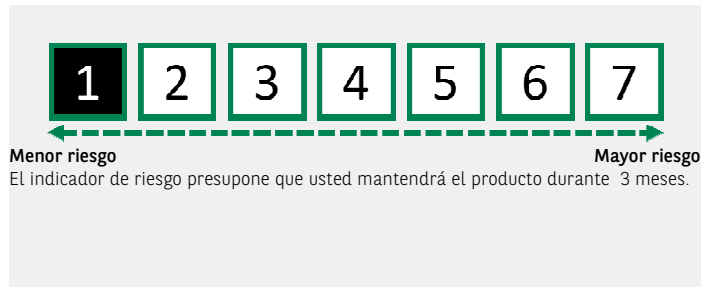 1 2 3 4 5 6 7
Menor riesgo Mayor riesgo
El indicador de riesgo presupone que usted mantendrá el producto durante  3 meses.